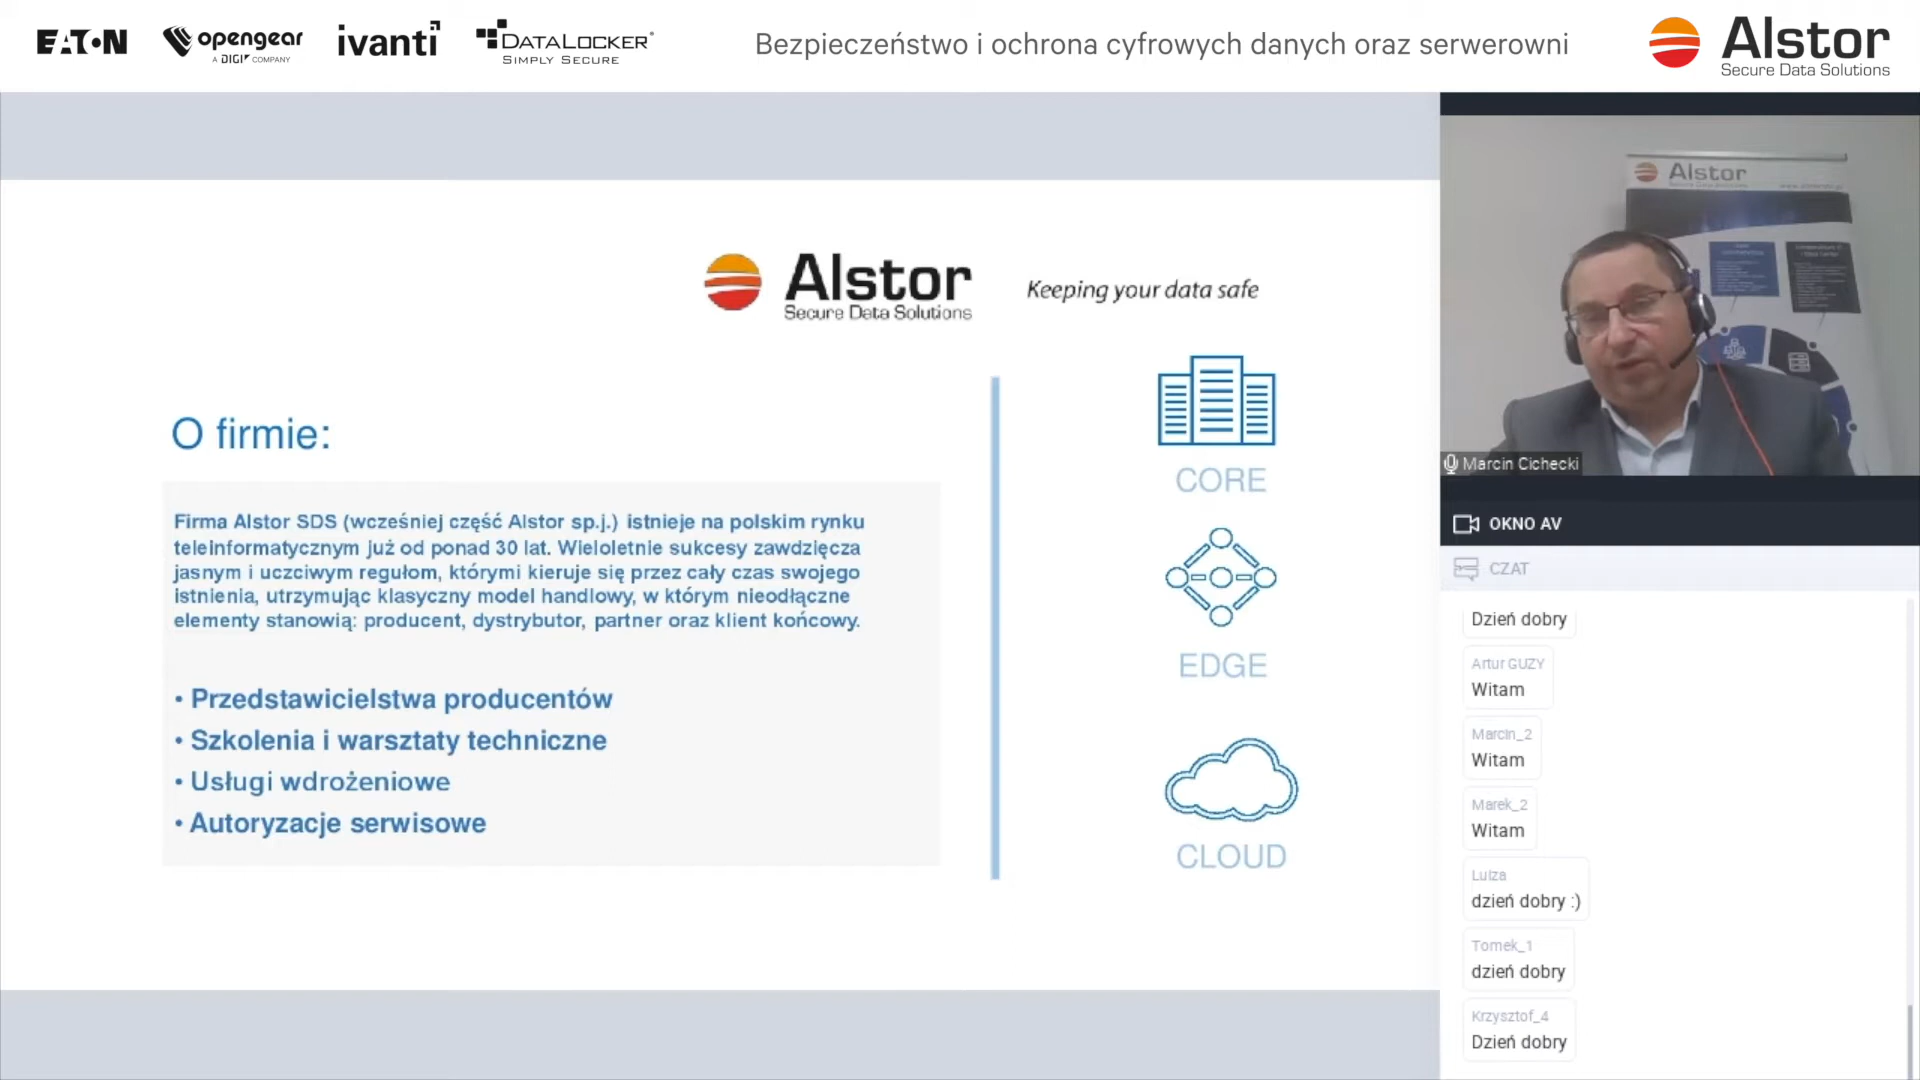 EATON
opengear
A DIGI COMPANY
ivanti
DATALOCKER
SIMPLY SECURE
Bezpieczeństwo i ochrona cyfrowych danych oraz serwerowni
Alstor
Secure Data Solutions
Alstor
Secure Data Solutions
Keeping your data safe
O firmie:
Firma Alstor SDS (wcześniej część Alstor sp.j.) istnieje na polskim rynku
teleinformatycznym już od ponad 30 lat. Wieloletnie sukcesy zawdzięcza
jasnym i uczciwym regułom, którymi kieruje się przez cały czas swojego
istnienia, utrzymując klasyczny model handlowy, w którym nieodłączne
elementy stanowią: producent, dystrybutor, partner oraz klient końcowy.
• Przedstawicielstwa producentów
• Szkolenia i warsztaty techniczne
• Usługi wdrożeniowe
• Autoryzacje serwisowe
CORE
EDGE
CLOUD
Alstor
Marcin Cichecki
OKNO AV
CZAT
Dzień dobry
Artur GUZY
Witam
Marcin_2
Witam
Marek_2
Witam
Luiza
dzień dobry :)
Tomek_1
dzień dobry
Krzysztof_4
Dzień dobry